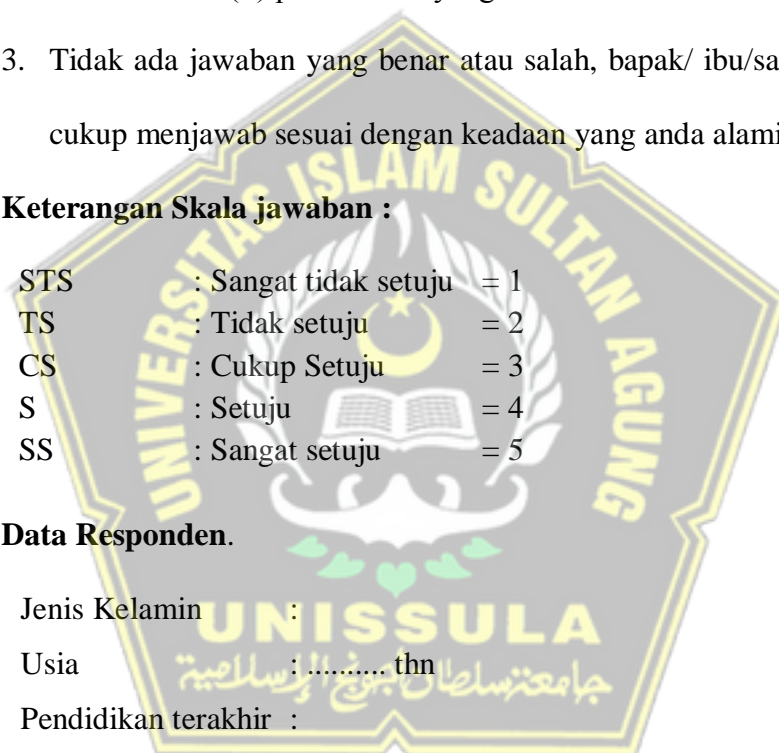 3. Tidak ada jawaban yang benar atau salah, bapak/ ibu/sa
cukup menjawab sesuai dengan keadaan yang anda alami
Keterangan Skala jawaban :
STS : Sangat tidak setuju = 1
TS : Tidak setuju = 2
CS : Cukup Setuju = 3
S : Setuju = 4
SS : Sangat setuju = 5
Data Responden.
Jenis Kelamin :
Usia : .......... thn
Pendidikan terakhir :
UNIVERSITAS ISLAM SULTAN AGUNG
UNISSULA
جامعة سلطان أجونج الإسلامية